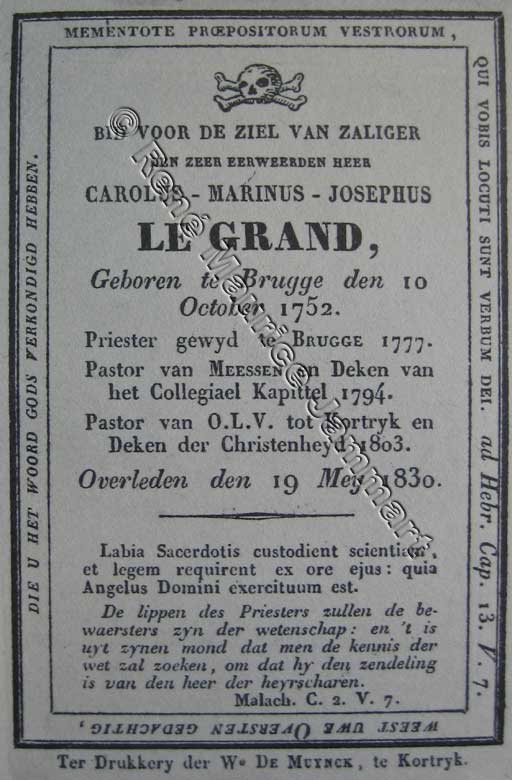 MEMENTOTE PRŒPOSITORUM VESTRORUM,
QUI VOBIS LOCUTI SUNT VERBUM DEI. ad Hebr. Cap. 13. V. 7.
WEEST UWE OVERSTEN GEDACHTIG,
DIE U HET WOORD GODS VERKONDIGD HEBBEN.
BID VOOR DE ZIEL VAN ZALIGER
DEN ZEER EERWEERDEN HEER
CAROLUS - MARINUS - JOSEPHUS
LE GRAND,
Geboren te Brugge den 10
October 1752.
Priester gewyd te BRUGGE 1777.
Pastor van MEESSEN en Deken van
het Collegiael Kapittel 1794.
Pastor van O.L.V. tot Kortryk en
Deken der Christenheyd 1803.
Overleden den 19 Mey 1830.
Labia Sacerdotis custodient scientiam,
et legem requirent ex ore ejus : quia
Angelus Domini exercituum est.
De lippen des Priesters zullen de be-
waersters zyn der wetenschap : en 't is
uyt zynen mond dat men de kennis der
wet zal zoeken, om dat hy den zendeling
is van den heer der heyrscharen.
Malach. C. 2. V. 7.
Ter Drukkery der We DE MUYNCK, te Kortryk.
© René Maurice Jammart